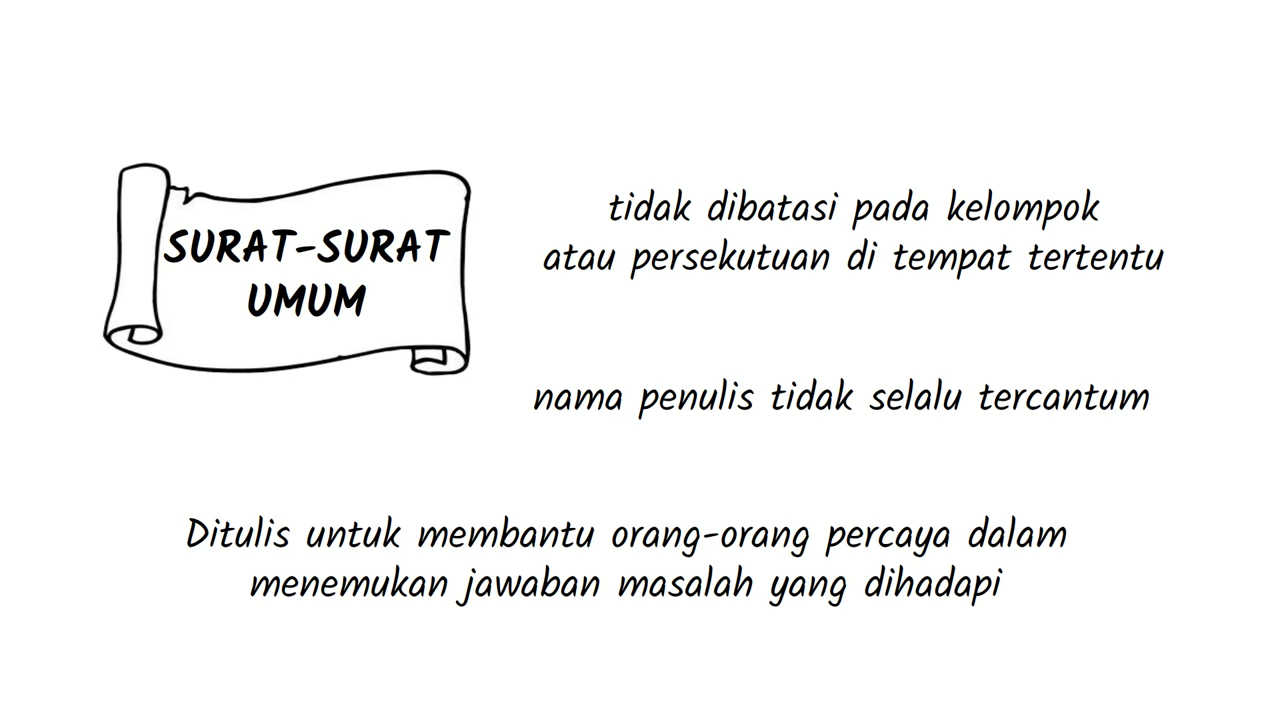 SURAT-SURAT
UMUM
tidak dibatasi pada kelompok
atau persekutuan di tempat tertentu
nama penulis tidak selalu tercantum
Ditulis untuk membantu orang-orang percaya dalam
menemukan jawaban masalah yang dihadapi